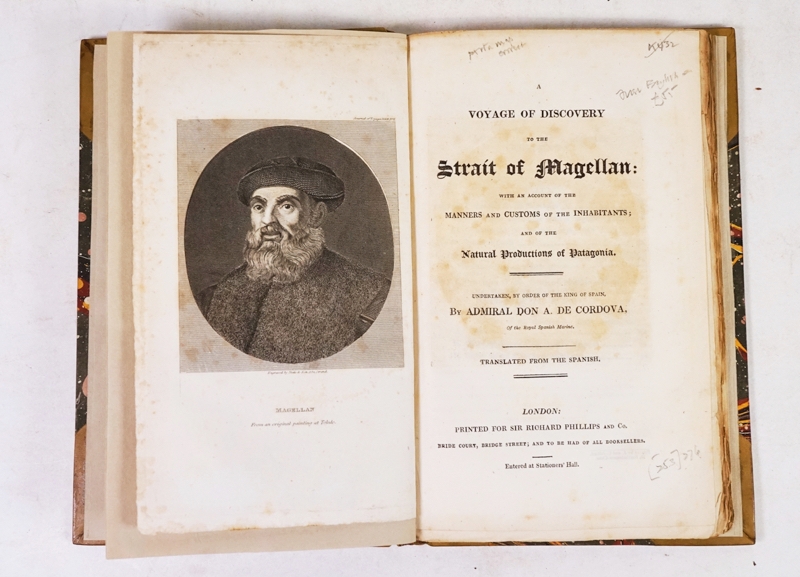 MAGELLAN
From an original painting at
A
VOYAGE OF DISCOVERY
TO THE
Strait of Magellan:
WITH AN ACCOUNT OF THE
MANNERS AND CUSTOMS OF THE INHABITANTS;
AND OF THE
Natural Productions of Patagonia.
UNDERTAKEN, BY ORDER OF THE KING OF SPAIN,
BY ADMIRAL DON A. DE CORDOVA,
Of the Royal Spanish Marine.
TRANSLATED FROM THE SPANISH.
LONDON:
PRINTED FOR SIR RICHARD PHILLIPS AND Co.
BRIDE COURT, BRIDGE STREET; AND TO BE HAD OF ALL BOOKSELLERS.
Entered at Stationers' Hall.